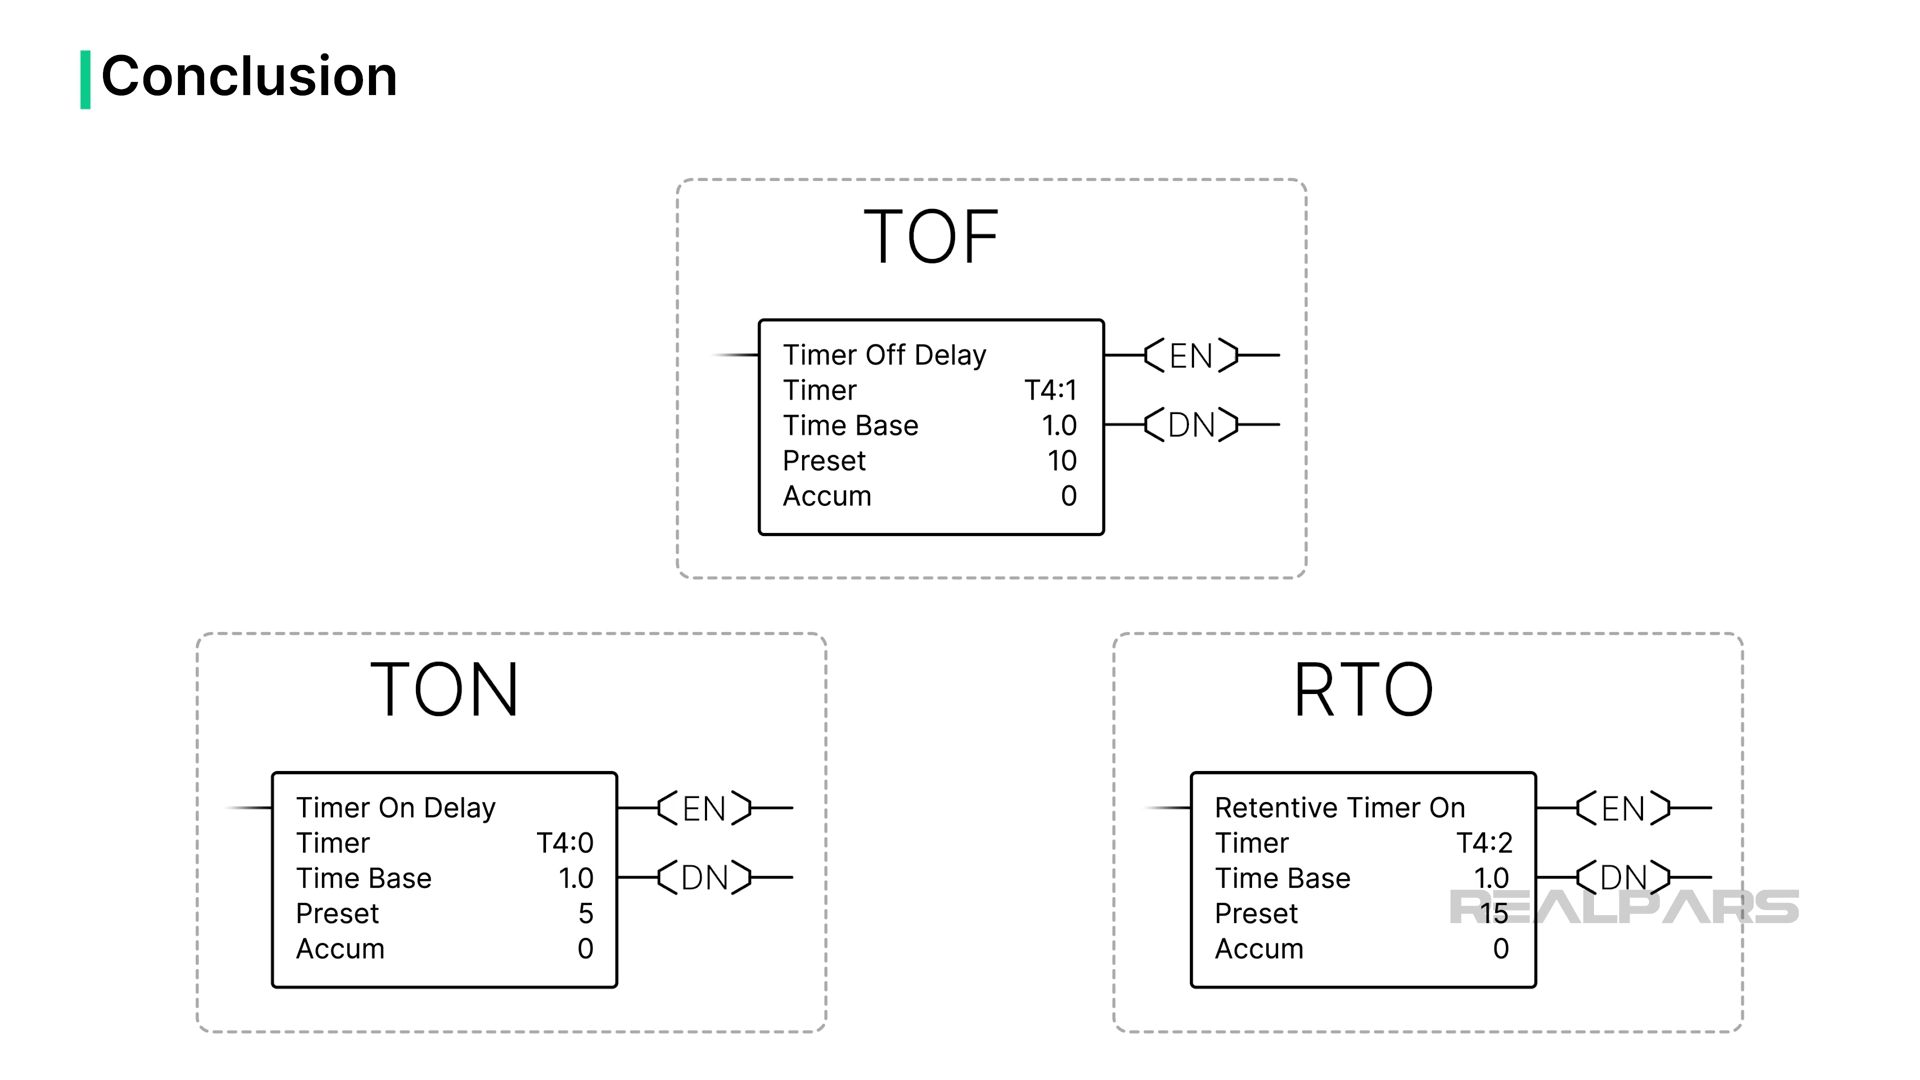 Conclusion
TOF
Timer Off Delay
EN
Timer T4:1
Time Base 1.0
DN
Preset 10
Accum 0
TON
Timer On Delay
EN
Timer T4:0
Time Base 1.0
DN
Preset 5
Accum 0
RTO
Retentive Timer On
EN
Timer T4:2
Time Base 1.0
DN
Preset 15
Accum 0
REALPARS